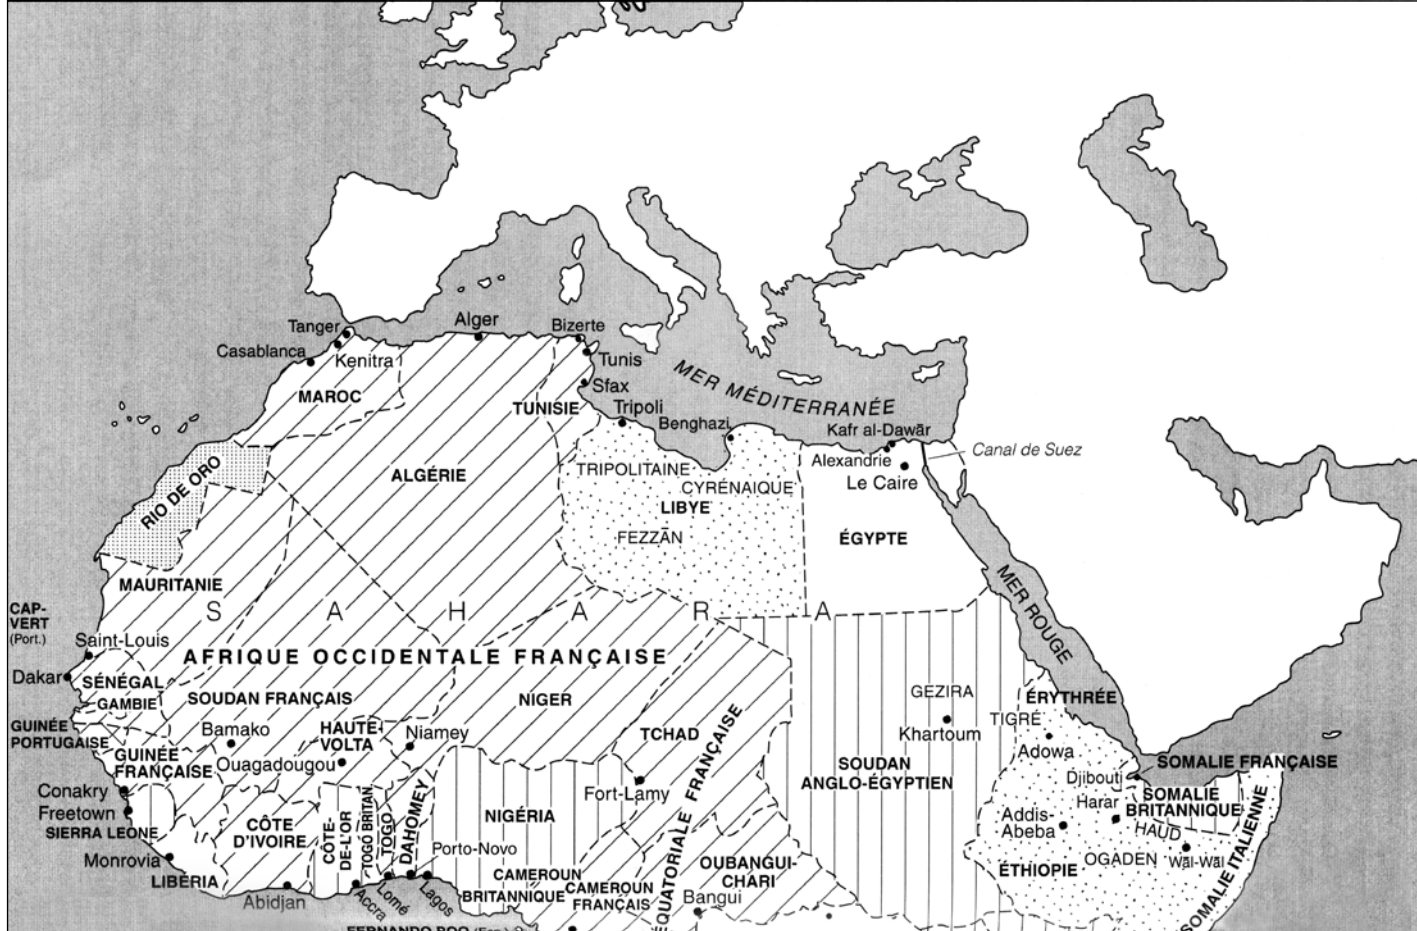 Tanger
Alger
Bizerte
Casablanca
Kenitra
Tunis
Sfax
MAROC
TUNISIE
Tripoli
MER MÉDITERRANÉE
Benghazi
Kafr al-Dawār
Alexandrie
Canal de Suez
Le Caire
RIO DE ORO
ALGÉRIE
TRIPOLITAINE
CYRÉNAIQUE
LIBYE
FEZZĀN
ÉGYPTE
MAURITANIE
MER ROUGE
SAHARA
CAP-
VERT
(Port.)
Saint-Louis
AFRIQUE OCCIDENTALE FRANÇAISE
Dakar
SÉNÉGAL
GAMBIE
SOUDAN FRANÇAIS
NIGER
GEZIRA
ÉRYTHRÉE
TIGRÉ
GUINÉE
PORTUGAISE
Bamako
HAUTE-
VOLTA
Niamey
TCHAD
Khartoum
Adowa
GUINÉE
FRANÇAISE
Ouagadougou
SOUDAN
ANGLO-ÉGYPTIEN
SOMALIE FRANÇAISE
Djibouti
Conakry
Fort-Lamy
SOMALIE
BRITANNIQUE
Harar
Freetown
SIERRA LEONE
CÔTE
D'IVOIRE
CÔTE-
DE-L'OR
TOGO BRITAN.
TOGO
DAHOMEY
NIGÉRIA
Addis-
Abeba
HAUD
Monrovia
Porto-Novo
OUBANGUI-
CHARI
OGADEN
Wāl-Wāl
ÉTHIOPIE
LIBÉRIA
CAMEROUN
BRITANNIQUE
CAMEROUN
FRANÇAIS
ÉQUATORIALE FRANÇAISE
SOMALIE ITALIENNE
Abidjan
Accra
Lomé
Lagos
Bangui